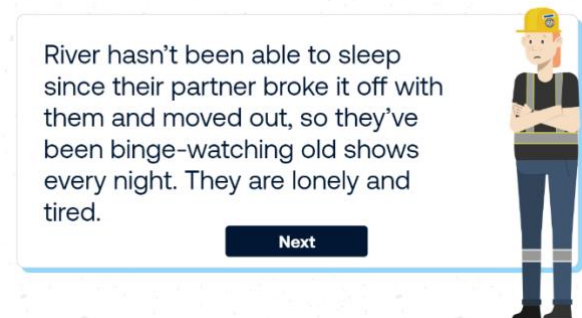 River hasn’t been able to sleep
since their partner broke it off with
them and moved out, so they’ve
been binge-watching old shows
every night. They are lonely and
tired.
Next